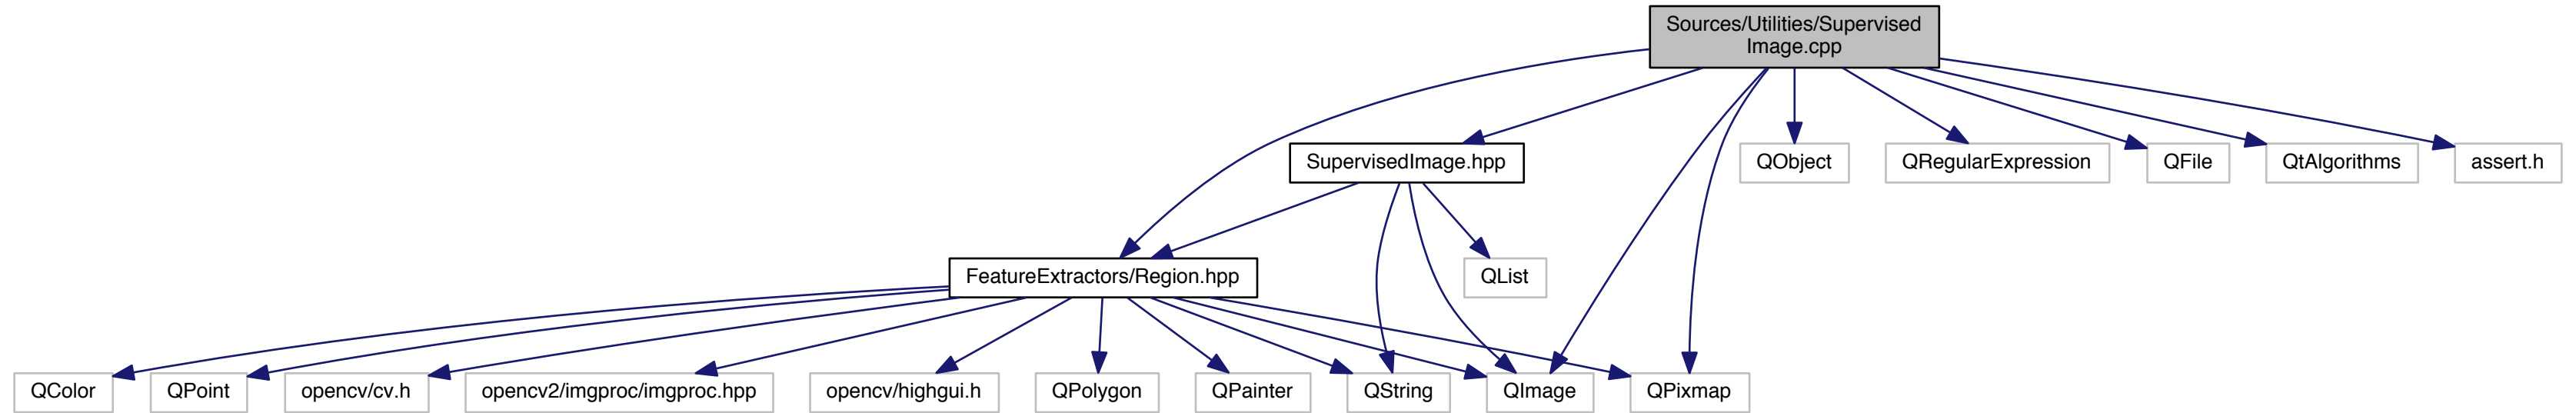 Sources/Utilities/Supervised
Image.cpp
SupervisedImage.hpp
QObject
QRegularExpression
QFile
QtAlgorithms
assert.h
FeatureExtractors/Region.hpp
QList
QColor
QPoint
opencv/cv.h
opencv2/imgproc/imgproc.hpp
opencv/highgui.h
QPolygon
QPainter
QString
QImage
QPixmap